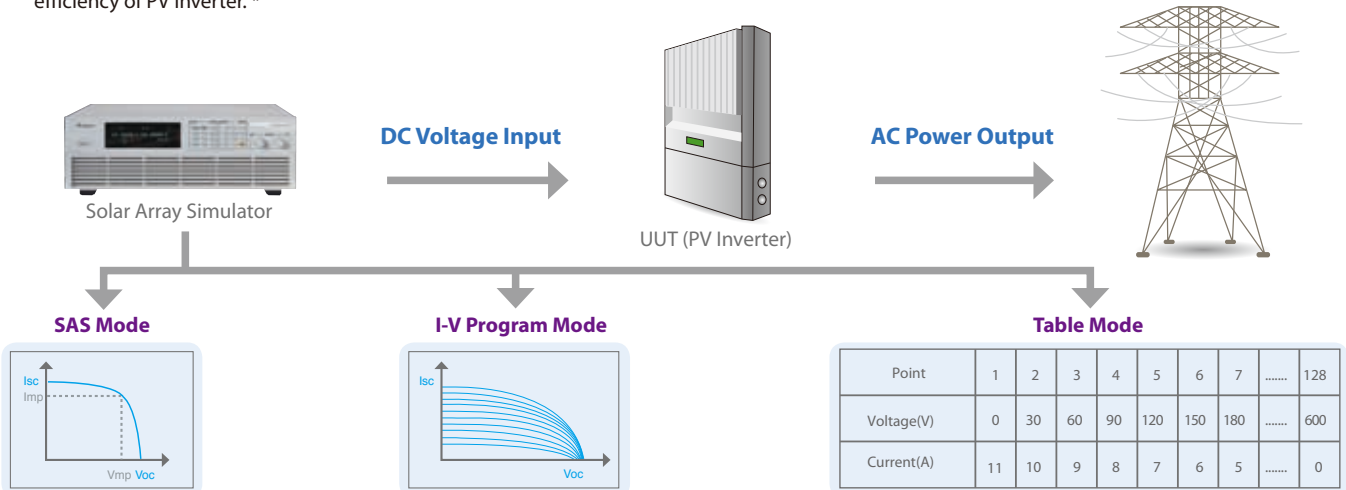 efficiency of PV inverter. "
DC Voltage Input
AC Power Output
Solar Array Simulator
UUT (PV Inverter)
SAS Mode
I-V Program Mode
Table Mode
Isc
Imp
Vmp Voc
Isc
Voc
Point 1 2 3 4 5 6 7 ....... 128
Voltage(V) 0 30 60 90 120 150 180 ....... 600
Current(A) 11 10 9 8 7 6 5 ....... 0